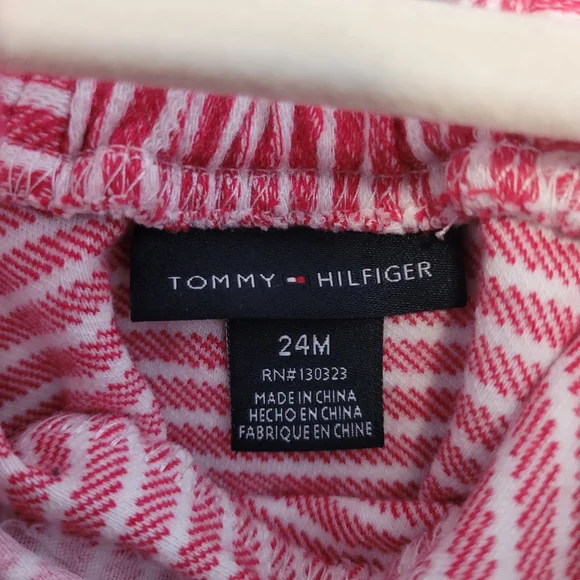 TOMMY HILFIGER
24M
RN#130323
MADE IN CHINA
HECHO EN CHINA
FABRIQUE EN CHINE